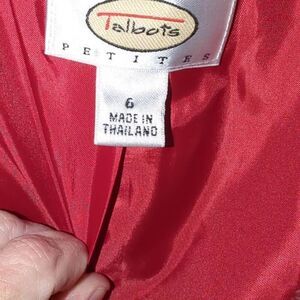 Talbots
PETITES
6
MADE IN
THAILAND